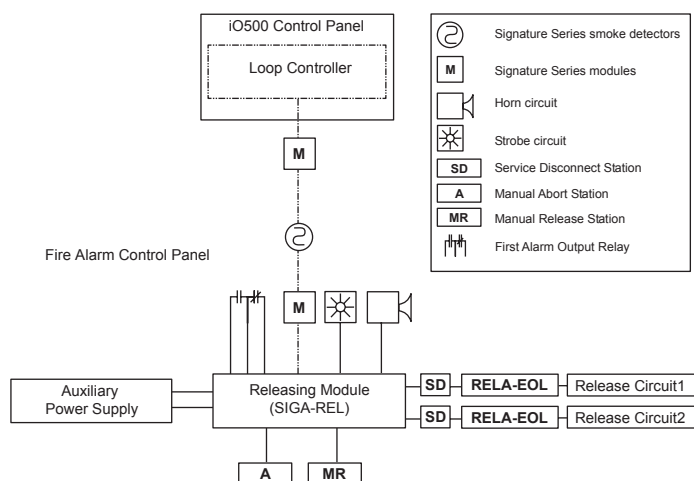 iO500 Control Panel
Loop Controller
M
Fire Alarm Control Panel
M
Auxiliary
Power Supply
Releasing Module
(SIGA-REL)
SD
RELA-EOL
Release Circuit1
SD
RELA-EOL
Release Circuit2
A
MR
Signature Series smoke detectors
M
Signature Series modules
Horn circuit
Strobe circuit
SD
Service Disconnect Station
A
Manual Abort Station
MR
Manual Release Station
First Alarm Output Relay